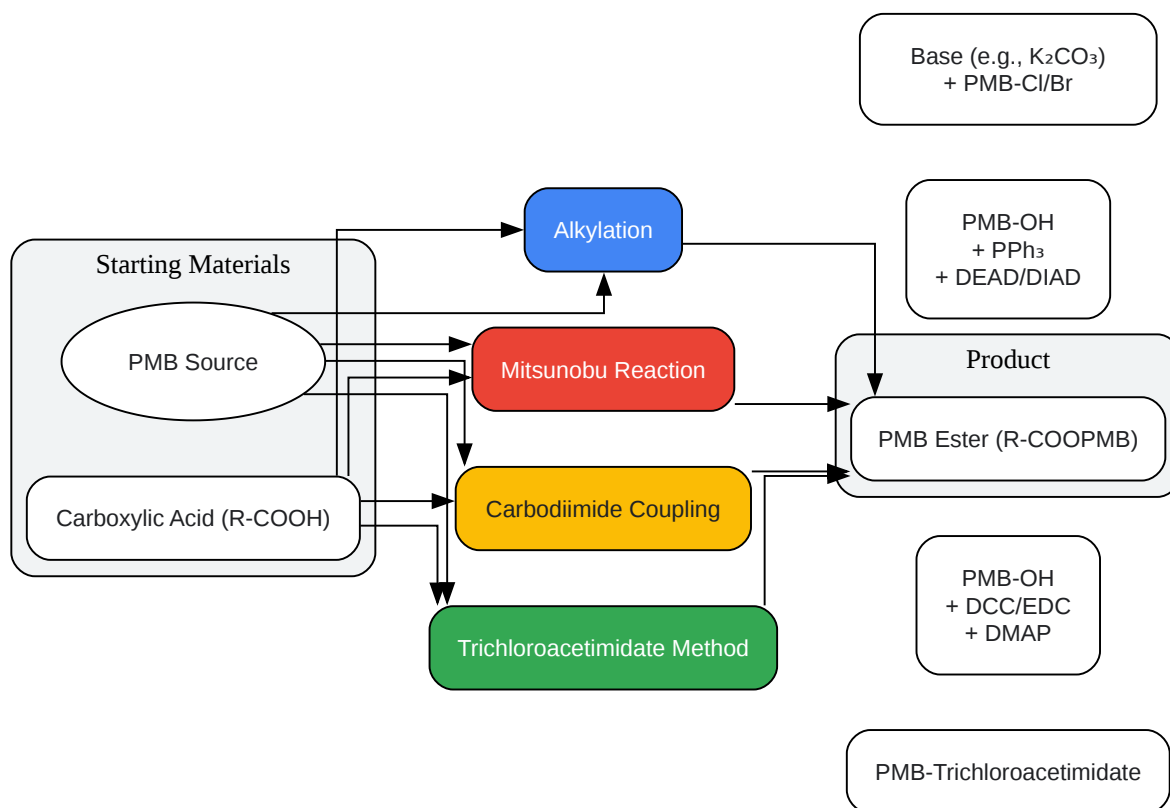 Base (e.g., K₂CO₃)
+ PMB-Cl/Br
PMB-OH
+ PPh₃
+ DEAD/DIAD
Alkylation
Starting Materials
PMB Source
Mitsunobu Reaction
Product
PMB Ester (R-COOPMB)
Carboxylic Acid (R-COOH)
Carbodiimide Coupling
PMB-OH
+ DCC/EDC
+ DMAP
Trichloroacetimidate Method
PMB-Trichloroacetimidate